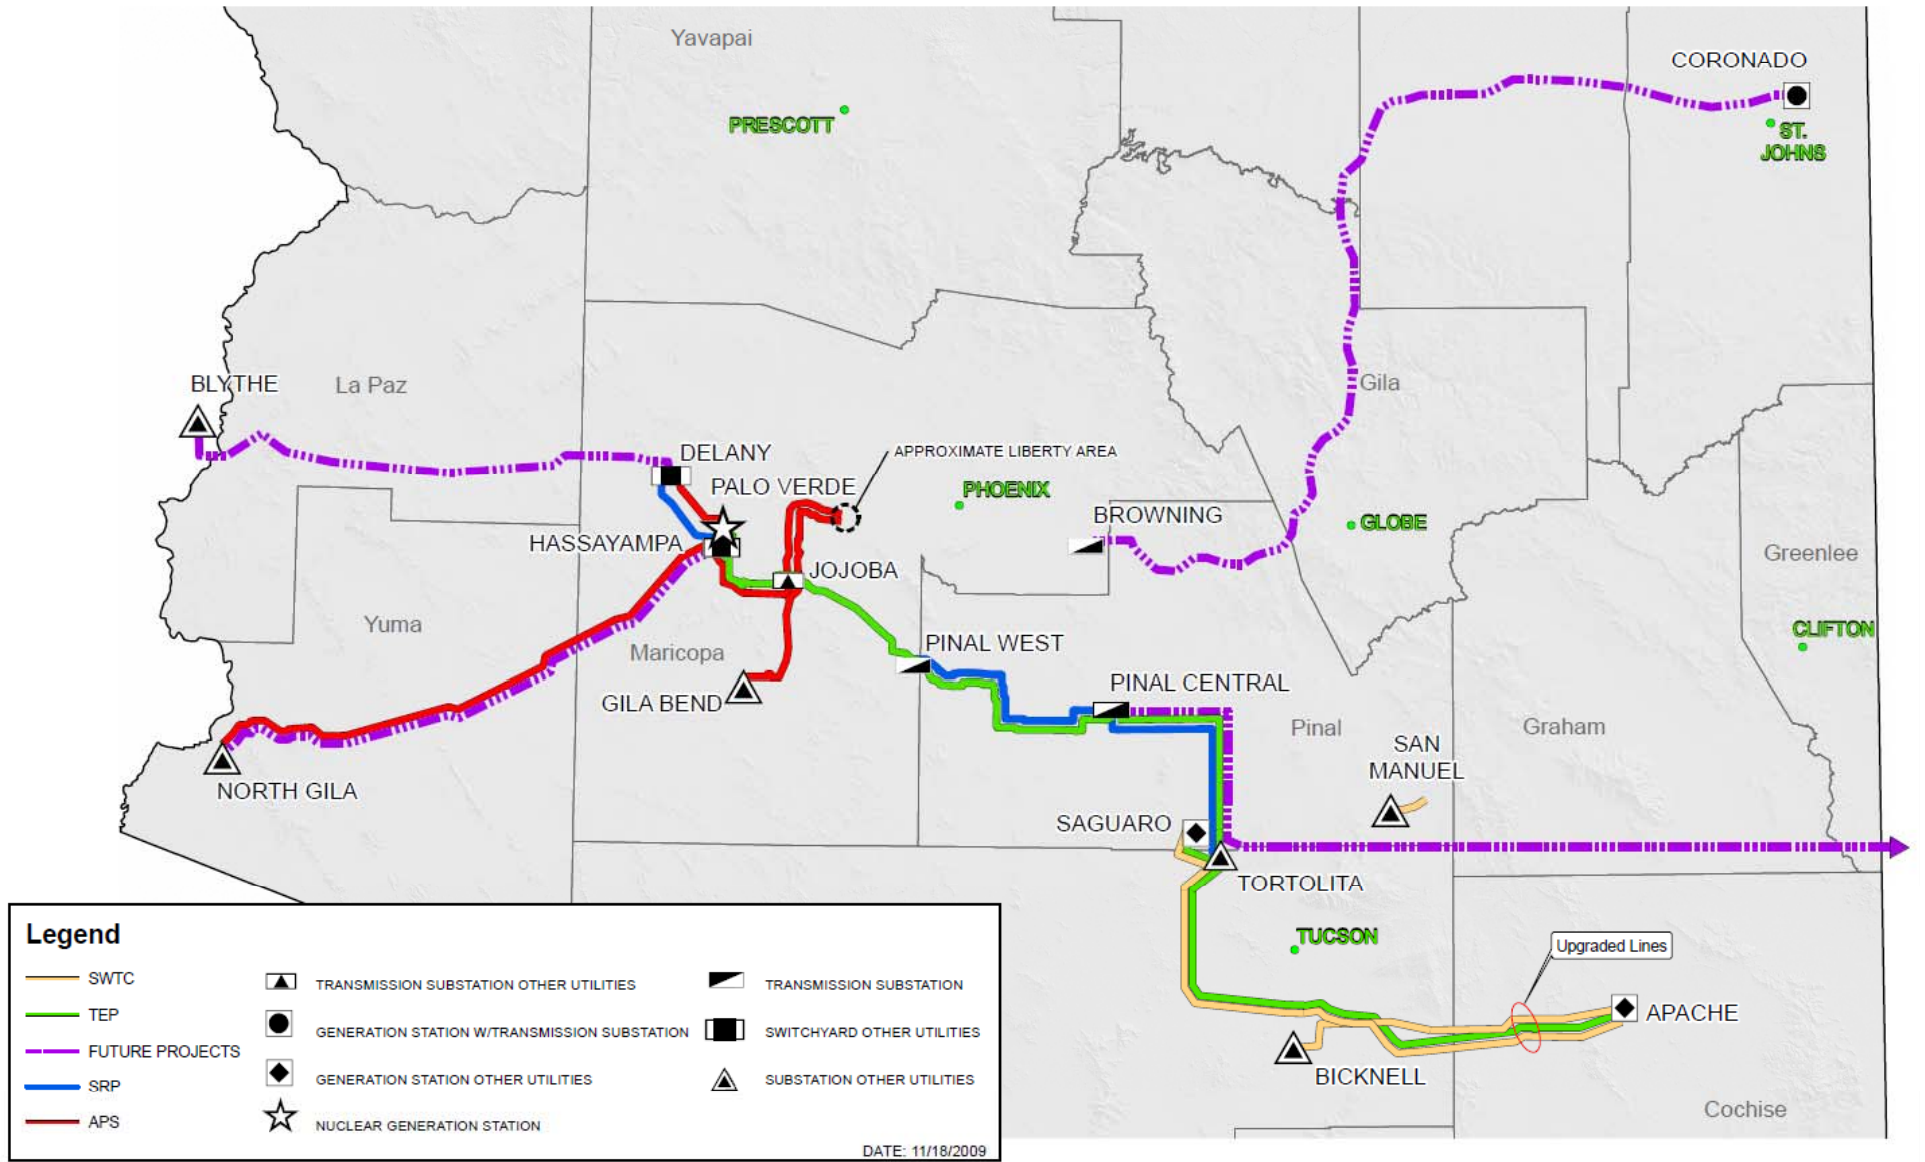 Yavapai
CORONADO
PRESCOTT
ST.
JOHNS
BLYTHE
La Paz
Gila
DELANY
APPROXIMATE LIBERTY AREA
PALO VERDE
PHOENIX
BROWNING
GLOBE
HASSAYAMPA
Greenlee
JOJOBA
Yuma
CLIFTON
Maricopa
PINAL WEST
GILA BEND
PINAL CENTRAL
Pinal
Graham
SAN
MANUEL
NORTH GILA
SAGUARO
TORTOLITA
TUCSON
Upgraded Lines
APACHE
BICKNELL
Cochise
Legend
SWTC
TEP
FUTURE PROJECTS
SRP
APS
TRANSMISSION SUBSTATION OTHER UTILITIES
GENERATION STATION W/TRANSMISSION SUBSTATION
GENERATION STATION OTHER UTILITIES
NUCLEAR GENERATION STATION
TRANSMISSION SUBSTATION
SWITCHYARD OTHER UTILITIES
SUBSTATION OTHER UTILITIES
DATE: 11/18/2009